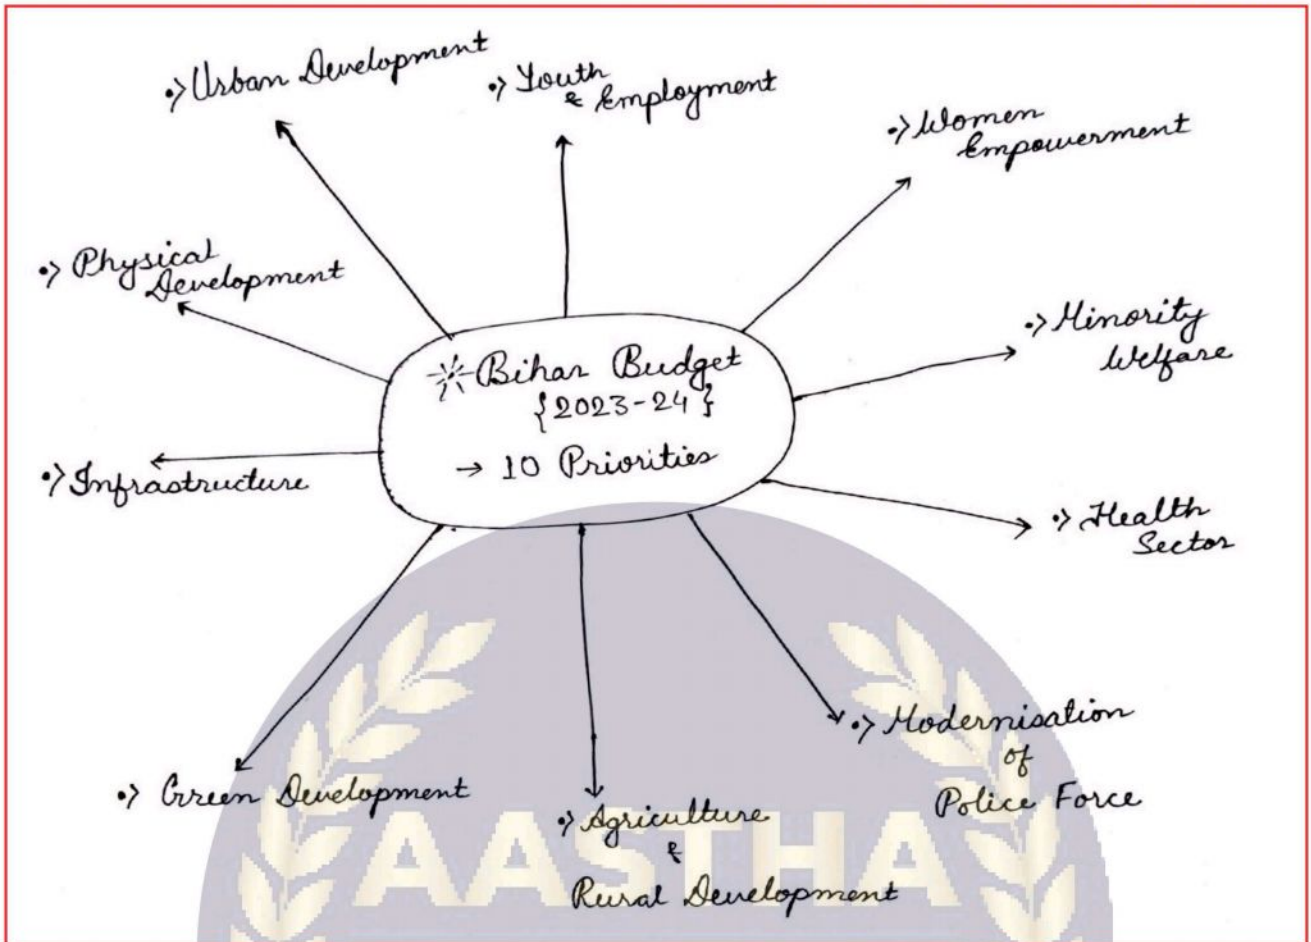 •> Urban Development
•> Youth
& Employment
•> Women
Empowerment
•> Physical
Development
•> Minority
Welfare
* Bihar Budget
{2023-24}
→ 10 Priorities
•> Infrastructure
•> Health
Sector
•> Modernisation
of
Police Force
•> Green Development
•> Agriculture
&
Rural Development
AASTHA